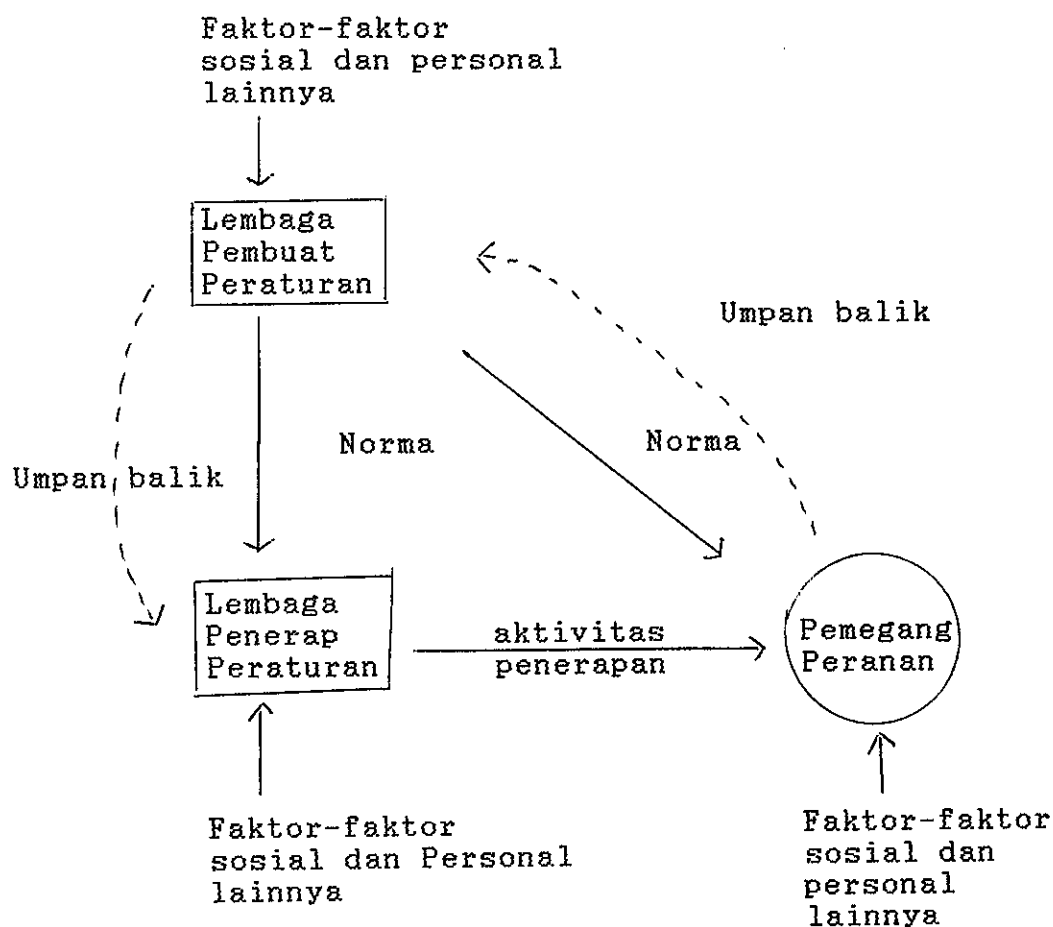 Faktor-faktor
sosial dan personal
lainnya
Lembaga
Pembuat
Peraturan
Umpan balik
Norma
Norma
Umpan balik
Lembaga
Penerap
Peraturan
aktivitas
penerapan
Pemegang
Peranan
Faktor-faktor
sosial dan Personal
lainnya
Faktor-faktor
sosial dan
personal
lainnya